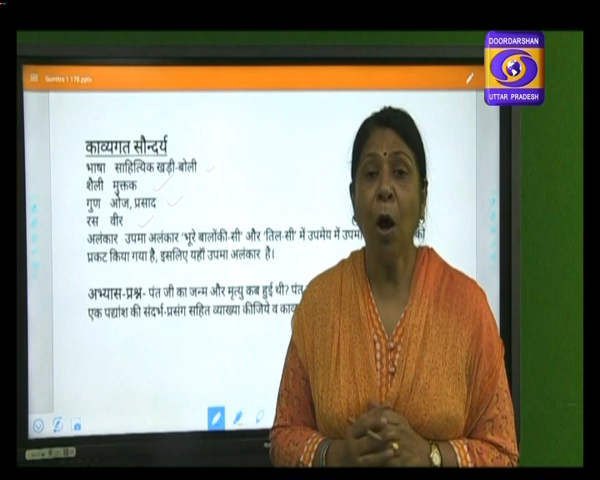 DOORDARSHAN
UTTAR PRADESH
Sumitra 1 178.pptx
काव्यगत सौन्दर्य
भाषा साहित्यिक खड़ी-बोली
शैली मुक्तक
गुण ओज, प्रसाद
रस वीर
अलंकार उपमा अलंकार 'भूरे बालोंकी-सी' और 'तिल-सी' में उपमेय में उपमा
प्रकट किया गया है, इसलिए यहाँ उपमा अलंकार है।
अभ्यास-प्रश्न- पंत जी का जन्म और मृत्यु कब हुई थी? पंत
एक पद्यांश की संदर्भ-प्रसंग सहित व्याख्या कीजिये व